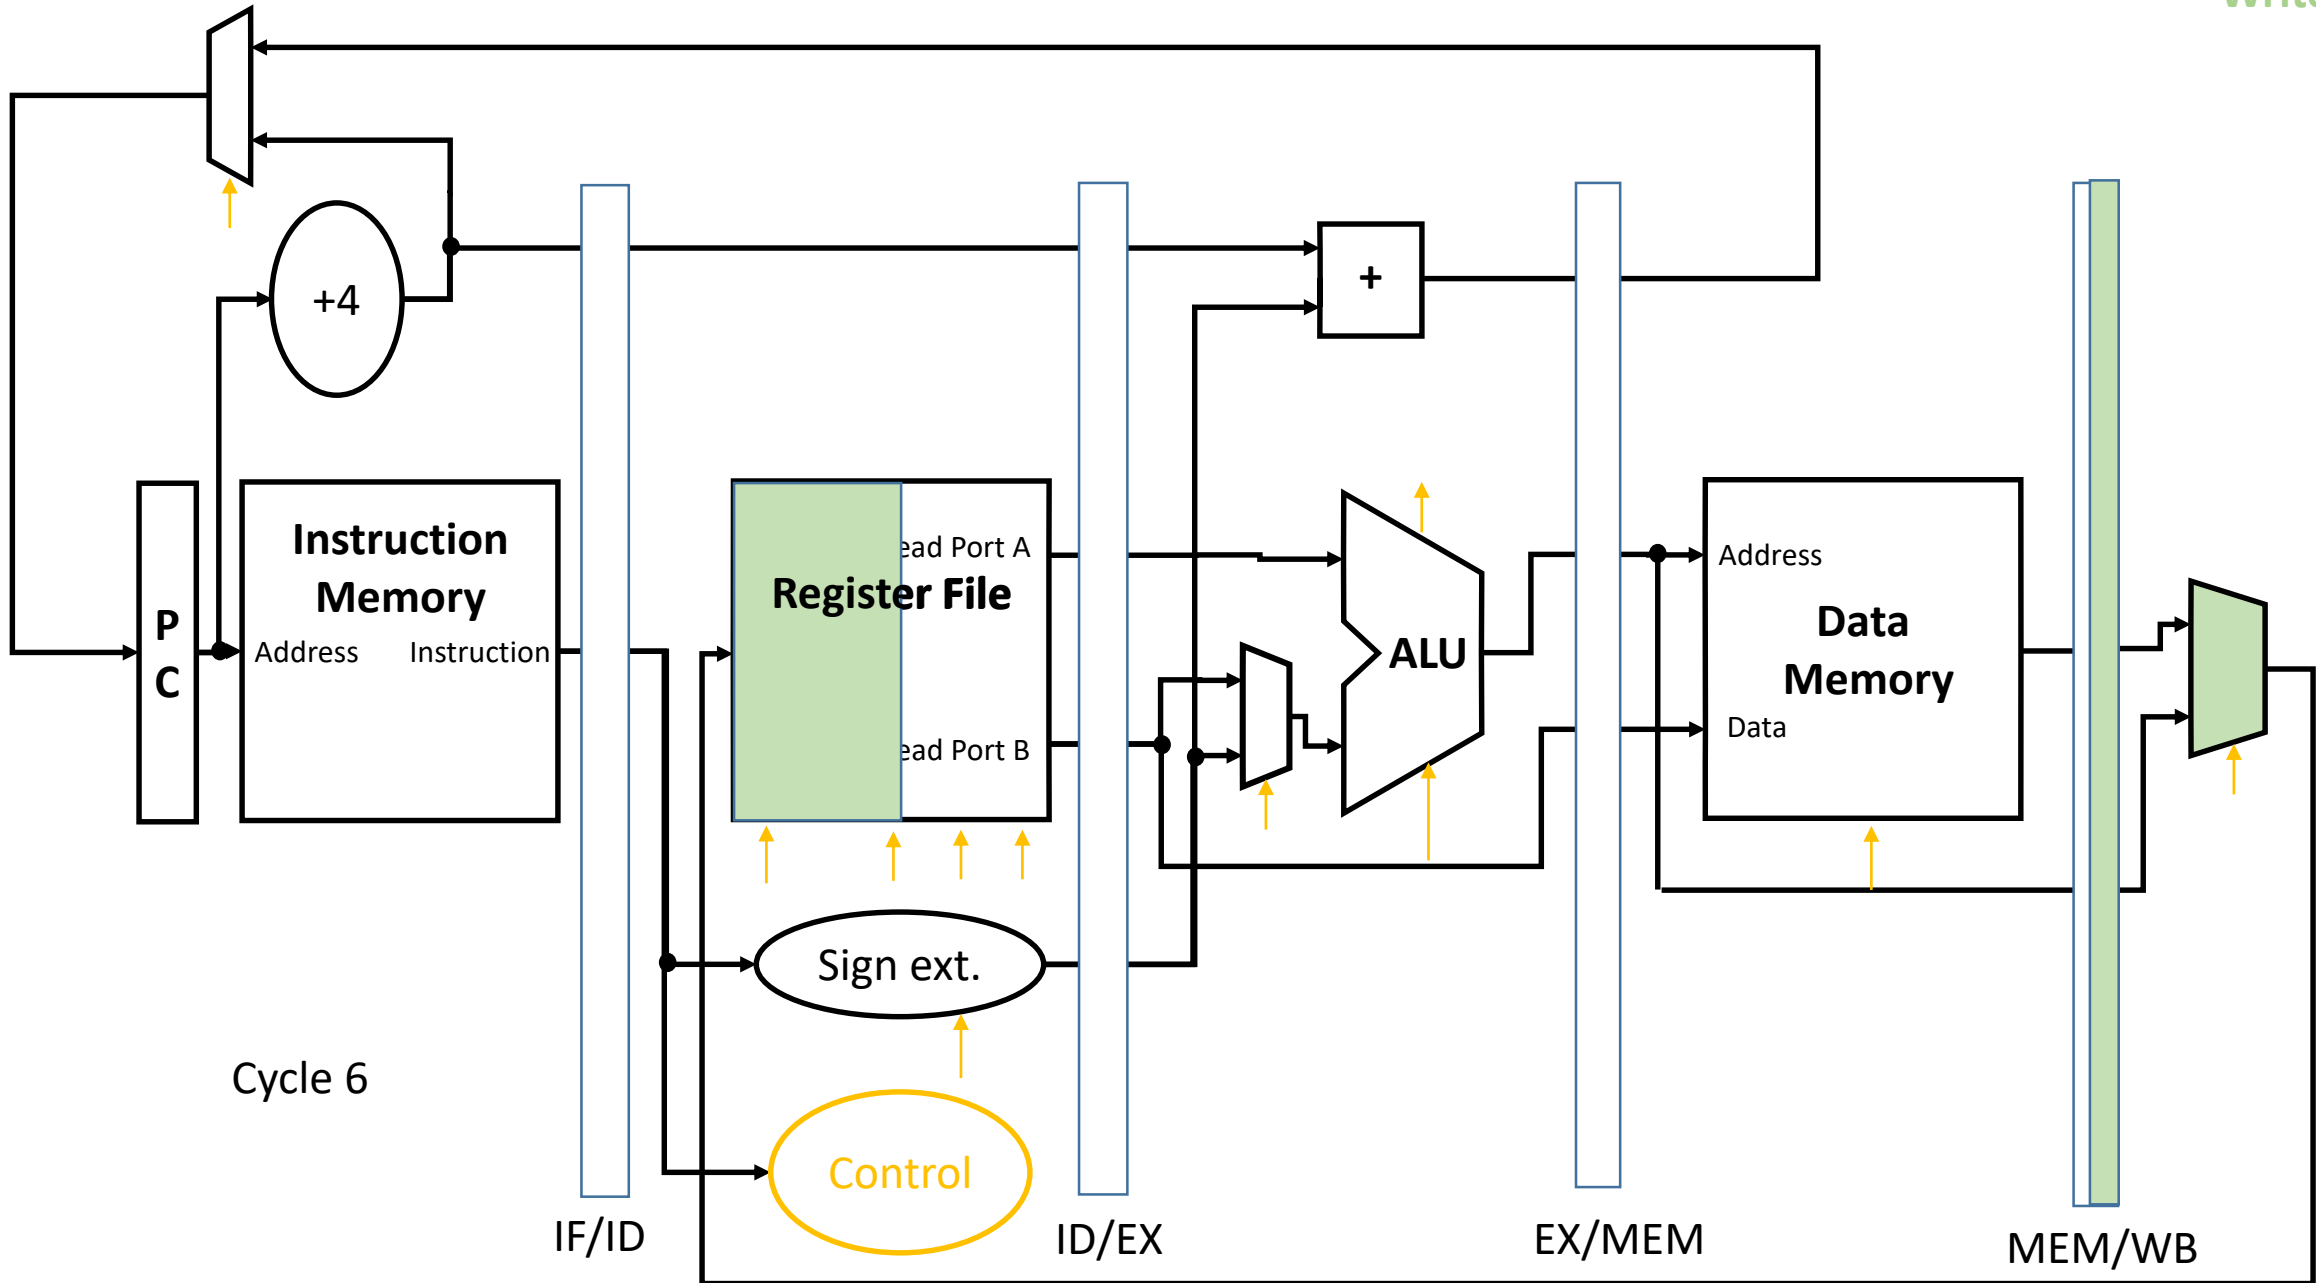 +4
+
Instruction
Memory
Address
Instruction
P
C
ead Port A
Register File
ead Port B
ALU
Address
Data
Memory
Data
Sign ext.
Cycle 6
Control
IF/ID
ID/EX
EX/MEM
MEM/WB